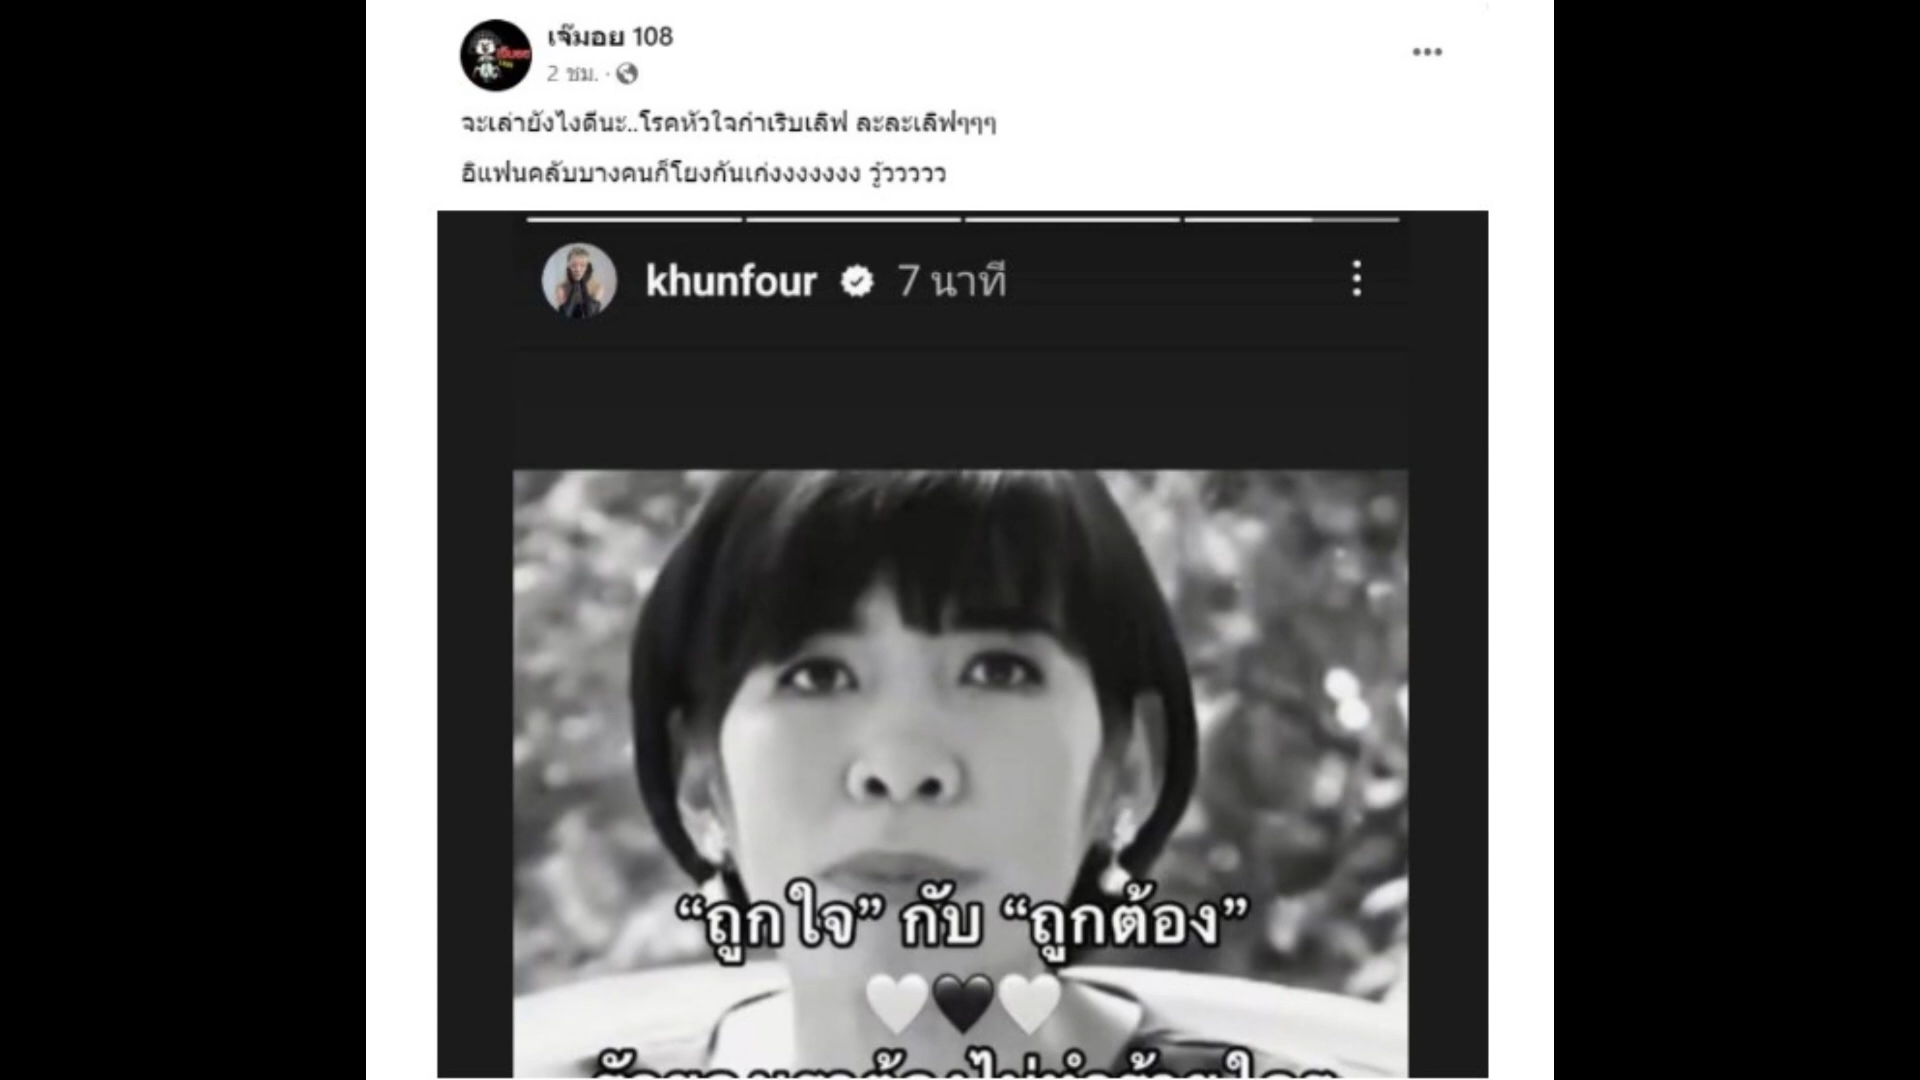 เจ๊มอย 108
2 ชม.
จะเล่ายังไงดีนะ..โรคหัวใจกำเริบเลิฟ ละละเลิฟๆๆๆ
อิแฟนคลับบางคนก็โยงกันเก่งงงงงงง วู้วววววว
khunfour 7 นาที
“ถูกใจ” กับ “ถูกต้อง”